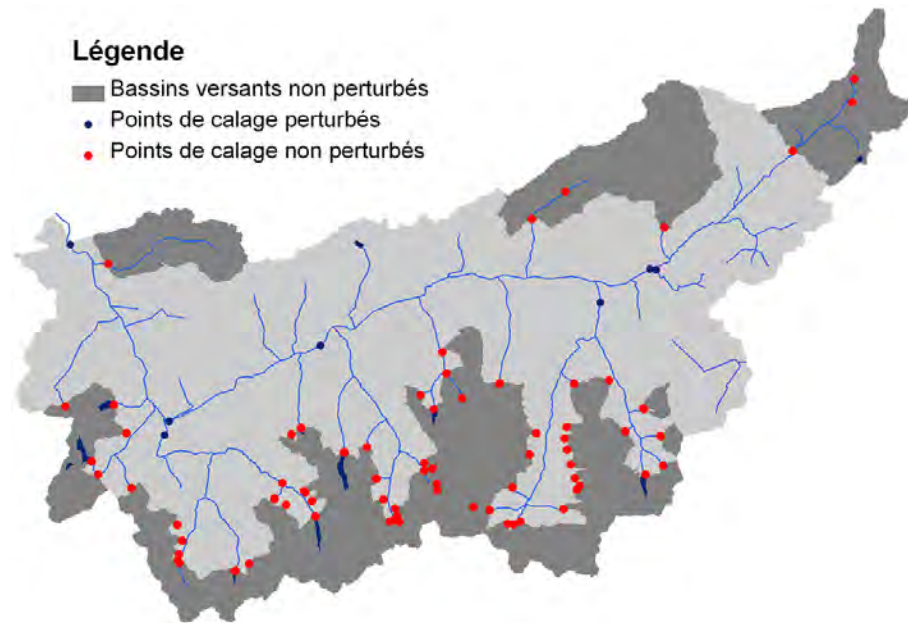 Légende
Bassins versants non perturbés
Points de calage perturbés
Points de calage non perturbés